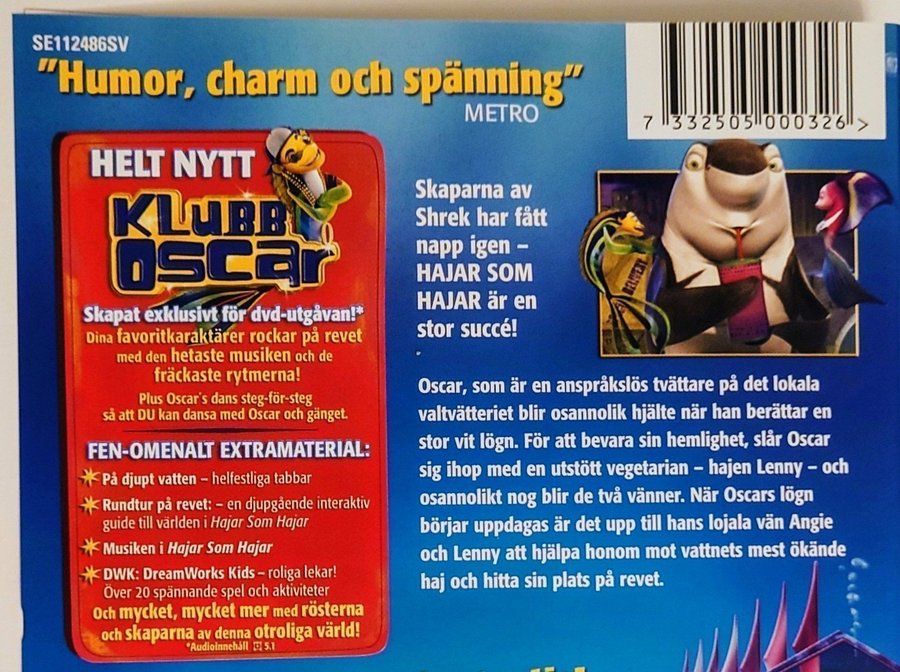 SE112486SV
"Humor, charm och spänning"
METRO
7 332505 000326 >
HELT NYTT
KLUBB
OSCAR
Skapat exklusivt för dvd-utgåvan!*
Dina favoritkaraktärer rockar på revet
med den hetaste musiken och de
fräckaste rytmerna!
Plus Oscar's dans steg-för-steg
så att DU kan dansa med Oscar och gänget.
FEN-OMENALT EXTRAMATERIAL:
På djupt vatten – helfestliga tabbar
Rundtur på revet: – en djupgående interaktiv
guide till världen i Hajar Som Hajar
Musiken i Hajar Som Hajar
DWK: DreamWorks Kids – roliga lekar!
Över 20 spännande spel och aktiviteter
Och mycket, mycket mer med rösterna
och skaparna av denna otroliga värld!
*Audioinnehåll 5.1
Skaparna av
Shrek har fått
napp igen –
HAJAR SOM
HAJAR är en
stor succé!
Oscar, som är en anspråkslös tvättare på det lokala
valtvätteriet blir osannolik hjälte när han berättar en
stor vit lögn. För att bevara sin hemlighet, slår Oscar
sig ihop med en utstött vegetarian – hajen Lenny – och
osannolikt nog blir de två vänner. När Oscars lögn
börjar uppdagas är det upp till hans lojala vän Angie
och Lenny att hjälpa honom mot vattnets mest ökände
haj och hitta sin plats på revet.